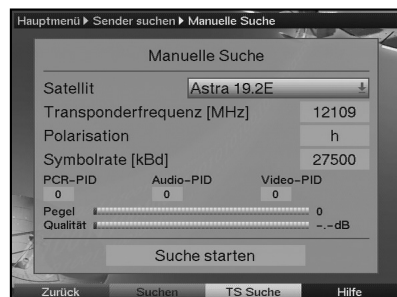 Hauptmenü ▸ Sender suchen ▸ Manuelle Suche
Manuelle Suche
Satellit Astra 19.2E
Transponderfrequenz [MHz] 12109
Polarisation h
Symbolrate [kBd] 27500
PCR-PID Audio-PID Video-PID
0 0 0
Pegel 0
Qualität -.-dB
Suche starten
Zurück Suchen TS Suche Hilfe